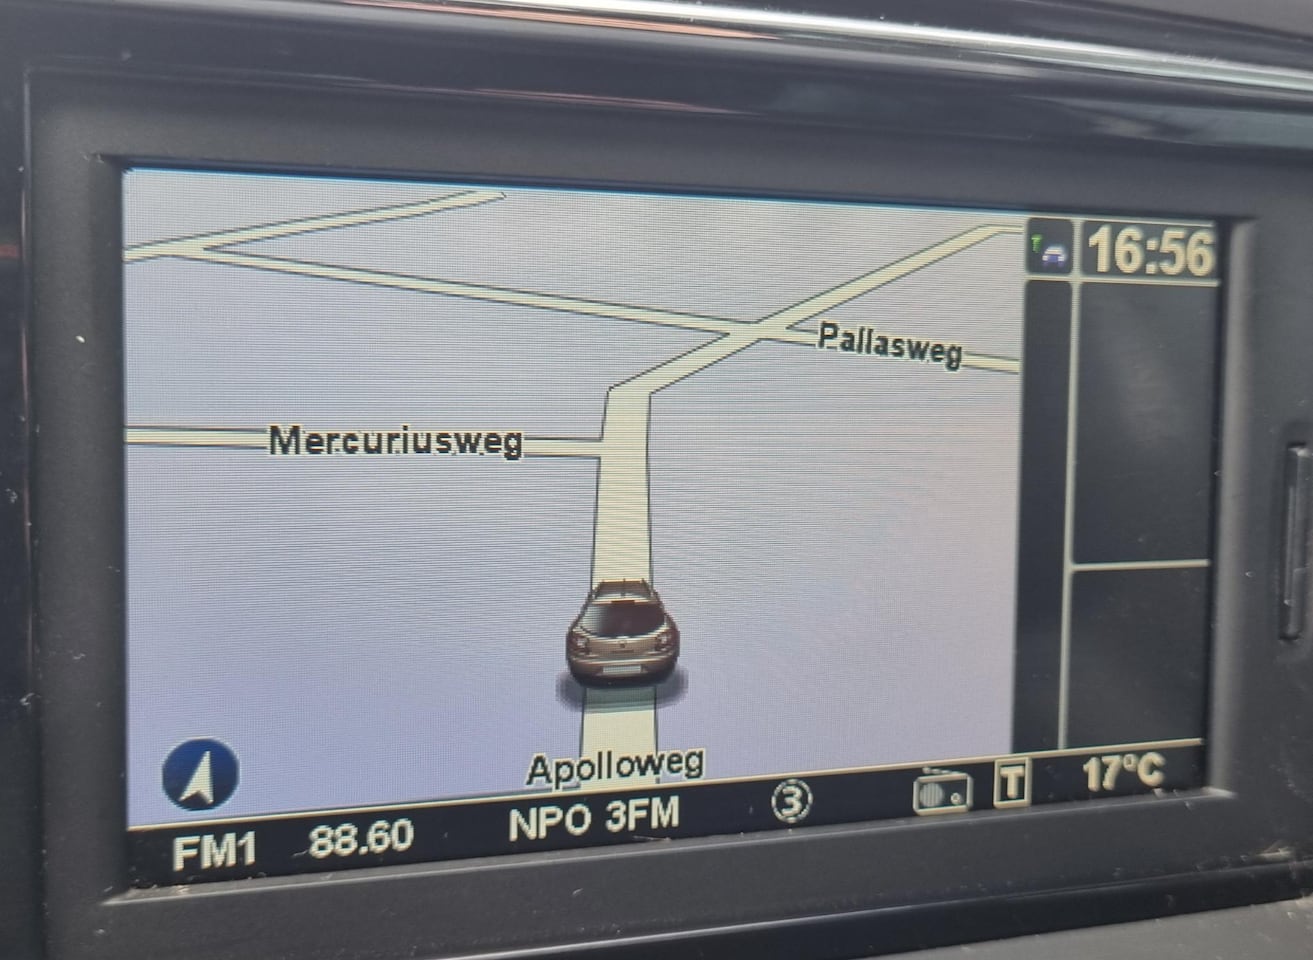 16:56
Pallasweg
Mercuriusweg
Apolloweg
FM1 88.60 NPO 3FM 3 T 17°C